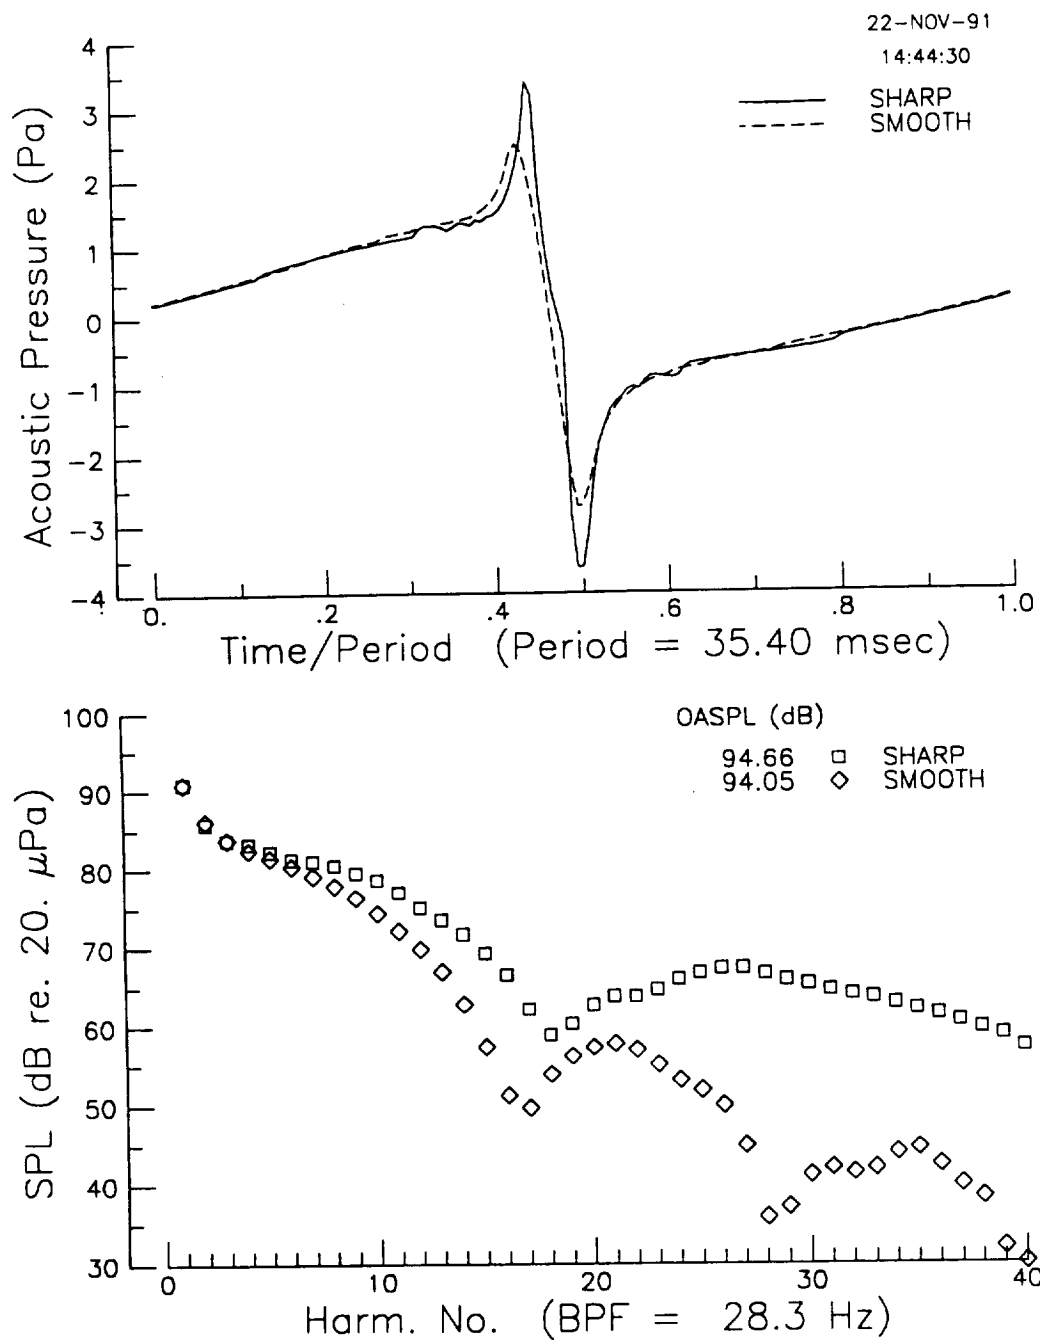 22-NOV-91
14:44:30
SHARP
SMOOTH
Acoustic Pressure (Pa)
4
3
2
1
0
-1
-2
-3
-4
0. .2 .4 .6 .8 1.0
Time/Period (Period = 35.40 msec)
OASPL (dB)
94.66 SHARP
94.05 SMOOTH
SPL (dB re. 20. μPa)
100
90
80
70
60
50
40
30
0 10 20 30 40
Harm. No. (BPF = 28.3 Hz)